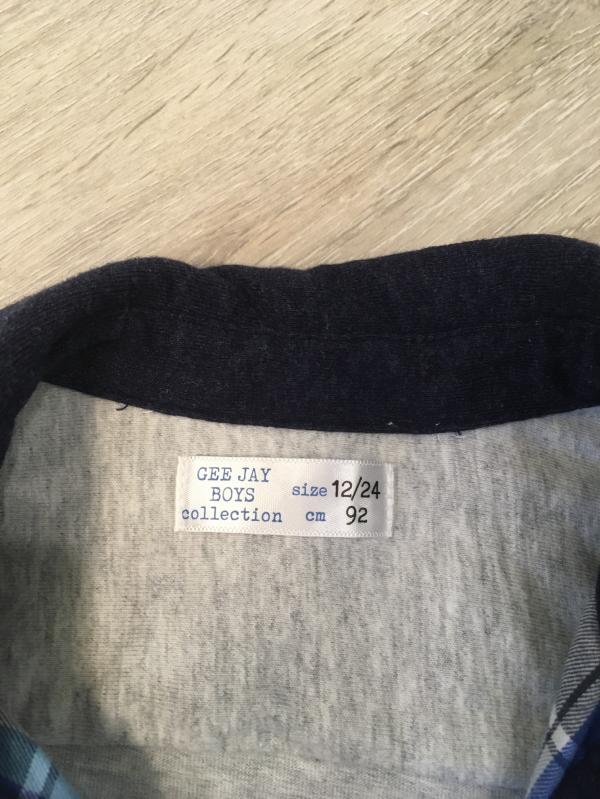 GEE JAY
BOYS
collection
size 12/24
cm 92